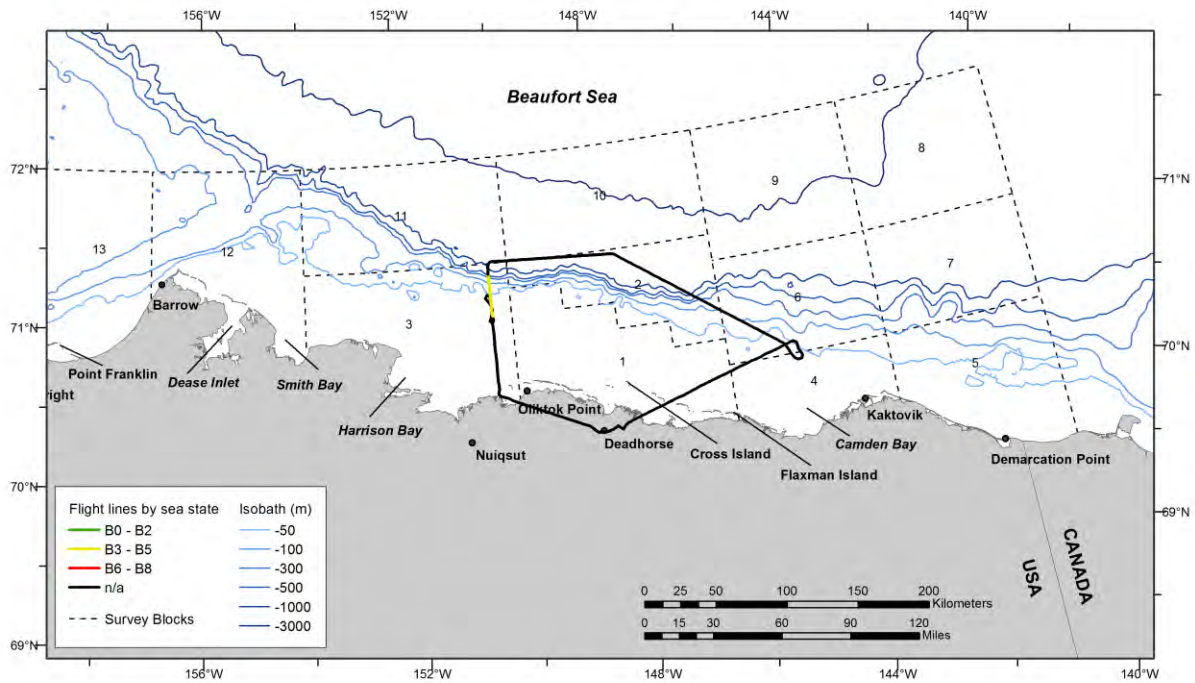 156°W 152°W 148°W 144°W 140°W
Beaufort Sea
72°N
71°N
8
9
10
11
13
12
7
2
6
Barrow
71°N
3
70°N
1
5
Point Franklin
4
Dease Inlet
Smith Bay
right
Oliktok Point
Kaktovik
Harrison Bay
Deadhorse
Camden Bay
Nuiqsut
Cross Island
Demarcation Point
Flaxman Island
70°N
69°N
Flight lines by sea state
B0 - B2
B3 - B5
B6 - B8
n/a
Survey Blocks
Isobath (m)
-50
-100
-300
-500
-1000
-3000
CANADA
USA
0 25 50 100 150 200
Kilometers
0 15 30 60 90 120
Miles
69°N
156°W 152°W 148°W 144°W 140°W